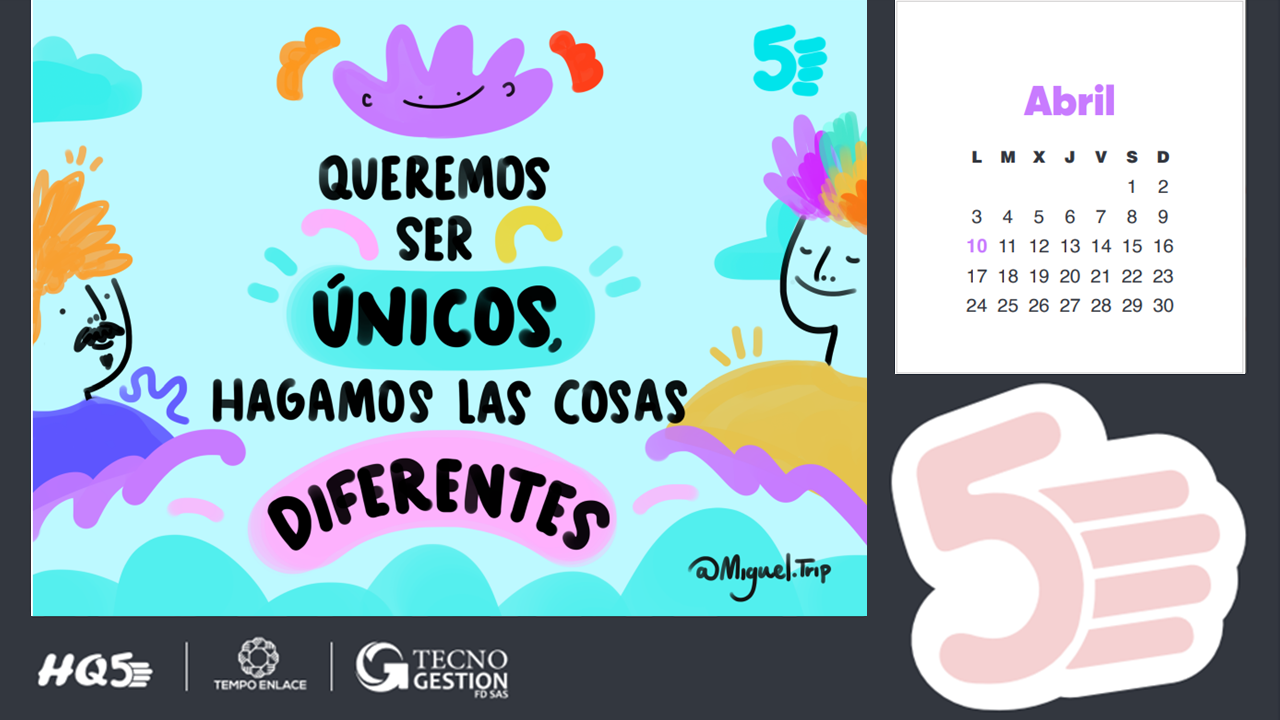 QUEREMOS
SER
ÚNICOS,
HAGAMOS LAS COSAS
DIFERENTES
@Miguel.Trip
5
Abril
L M X J V S D
1 2
3 4 5 6 7 8 9
10 11 12 13 14 15 16
17 18 19 20 21 22 23
24 25 26 27 28 29 30
5
HQ5
TEMPO ENLACE
G TECNO
GESTION
FD SAS